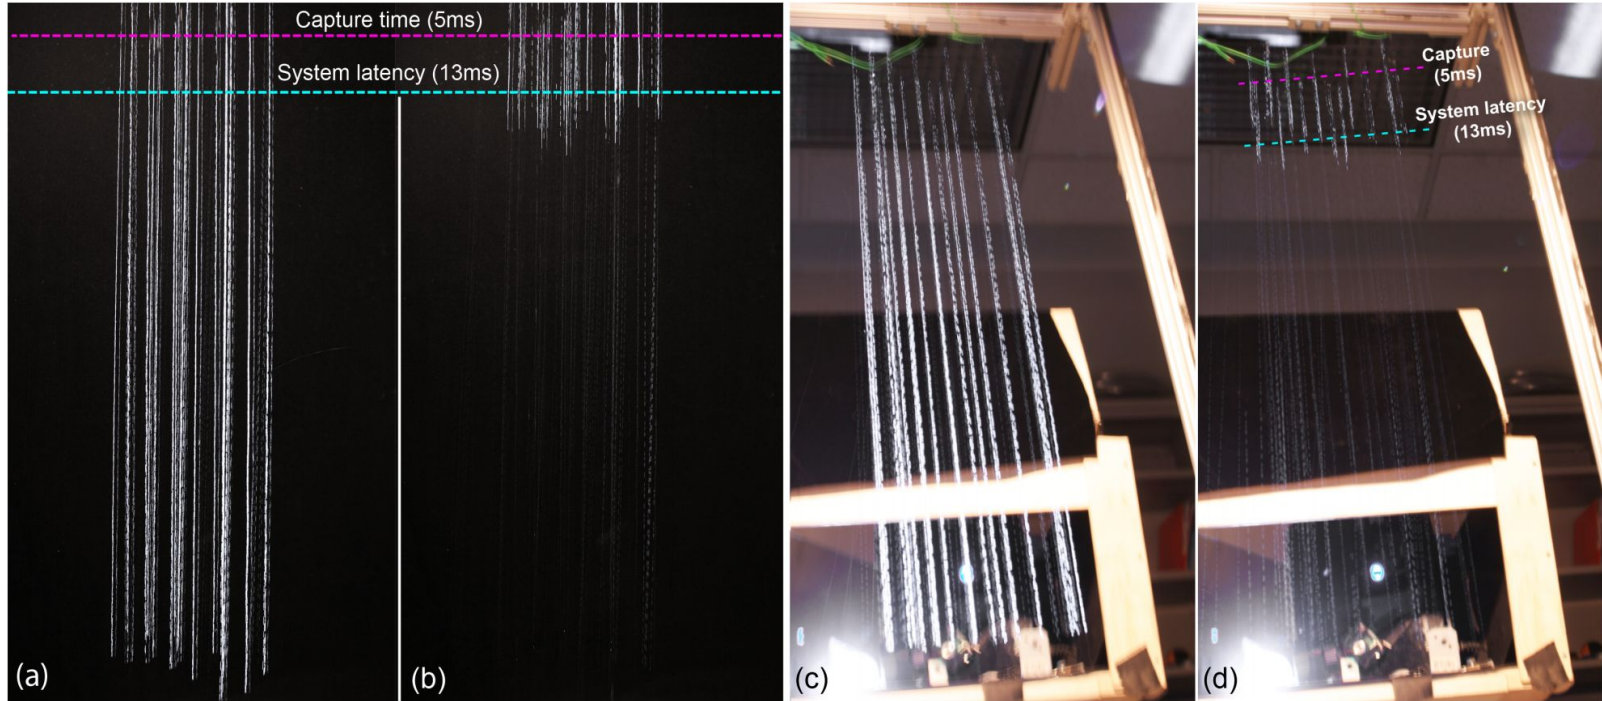 Capture time (5ms)
System latency (13ms)
(a)
(b)
(c)
(d)
Capture
(5ms)
System latency
(13ms)